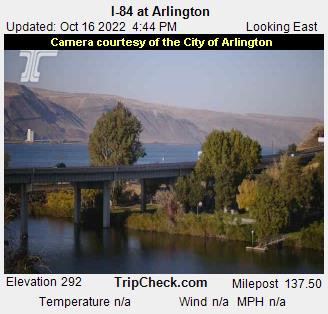 I-84 at Arlington
Updated: Oct 16 2022 4:44 PM Looking East
Camera courtesy of the City of Arlington
Elevation 292 TripCheck.com Milepost 137.50
Temperature n/a Wind n/a MPH n/a